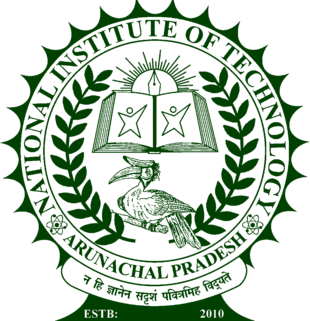 NATIONAL INSTITUTE OF TECHNOLOGY
ARUNACHAL PRADESH
न हि ज्ञानेन सदृशं पवित्रमिह विद्यते
ESTB: 2010